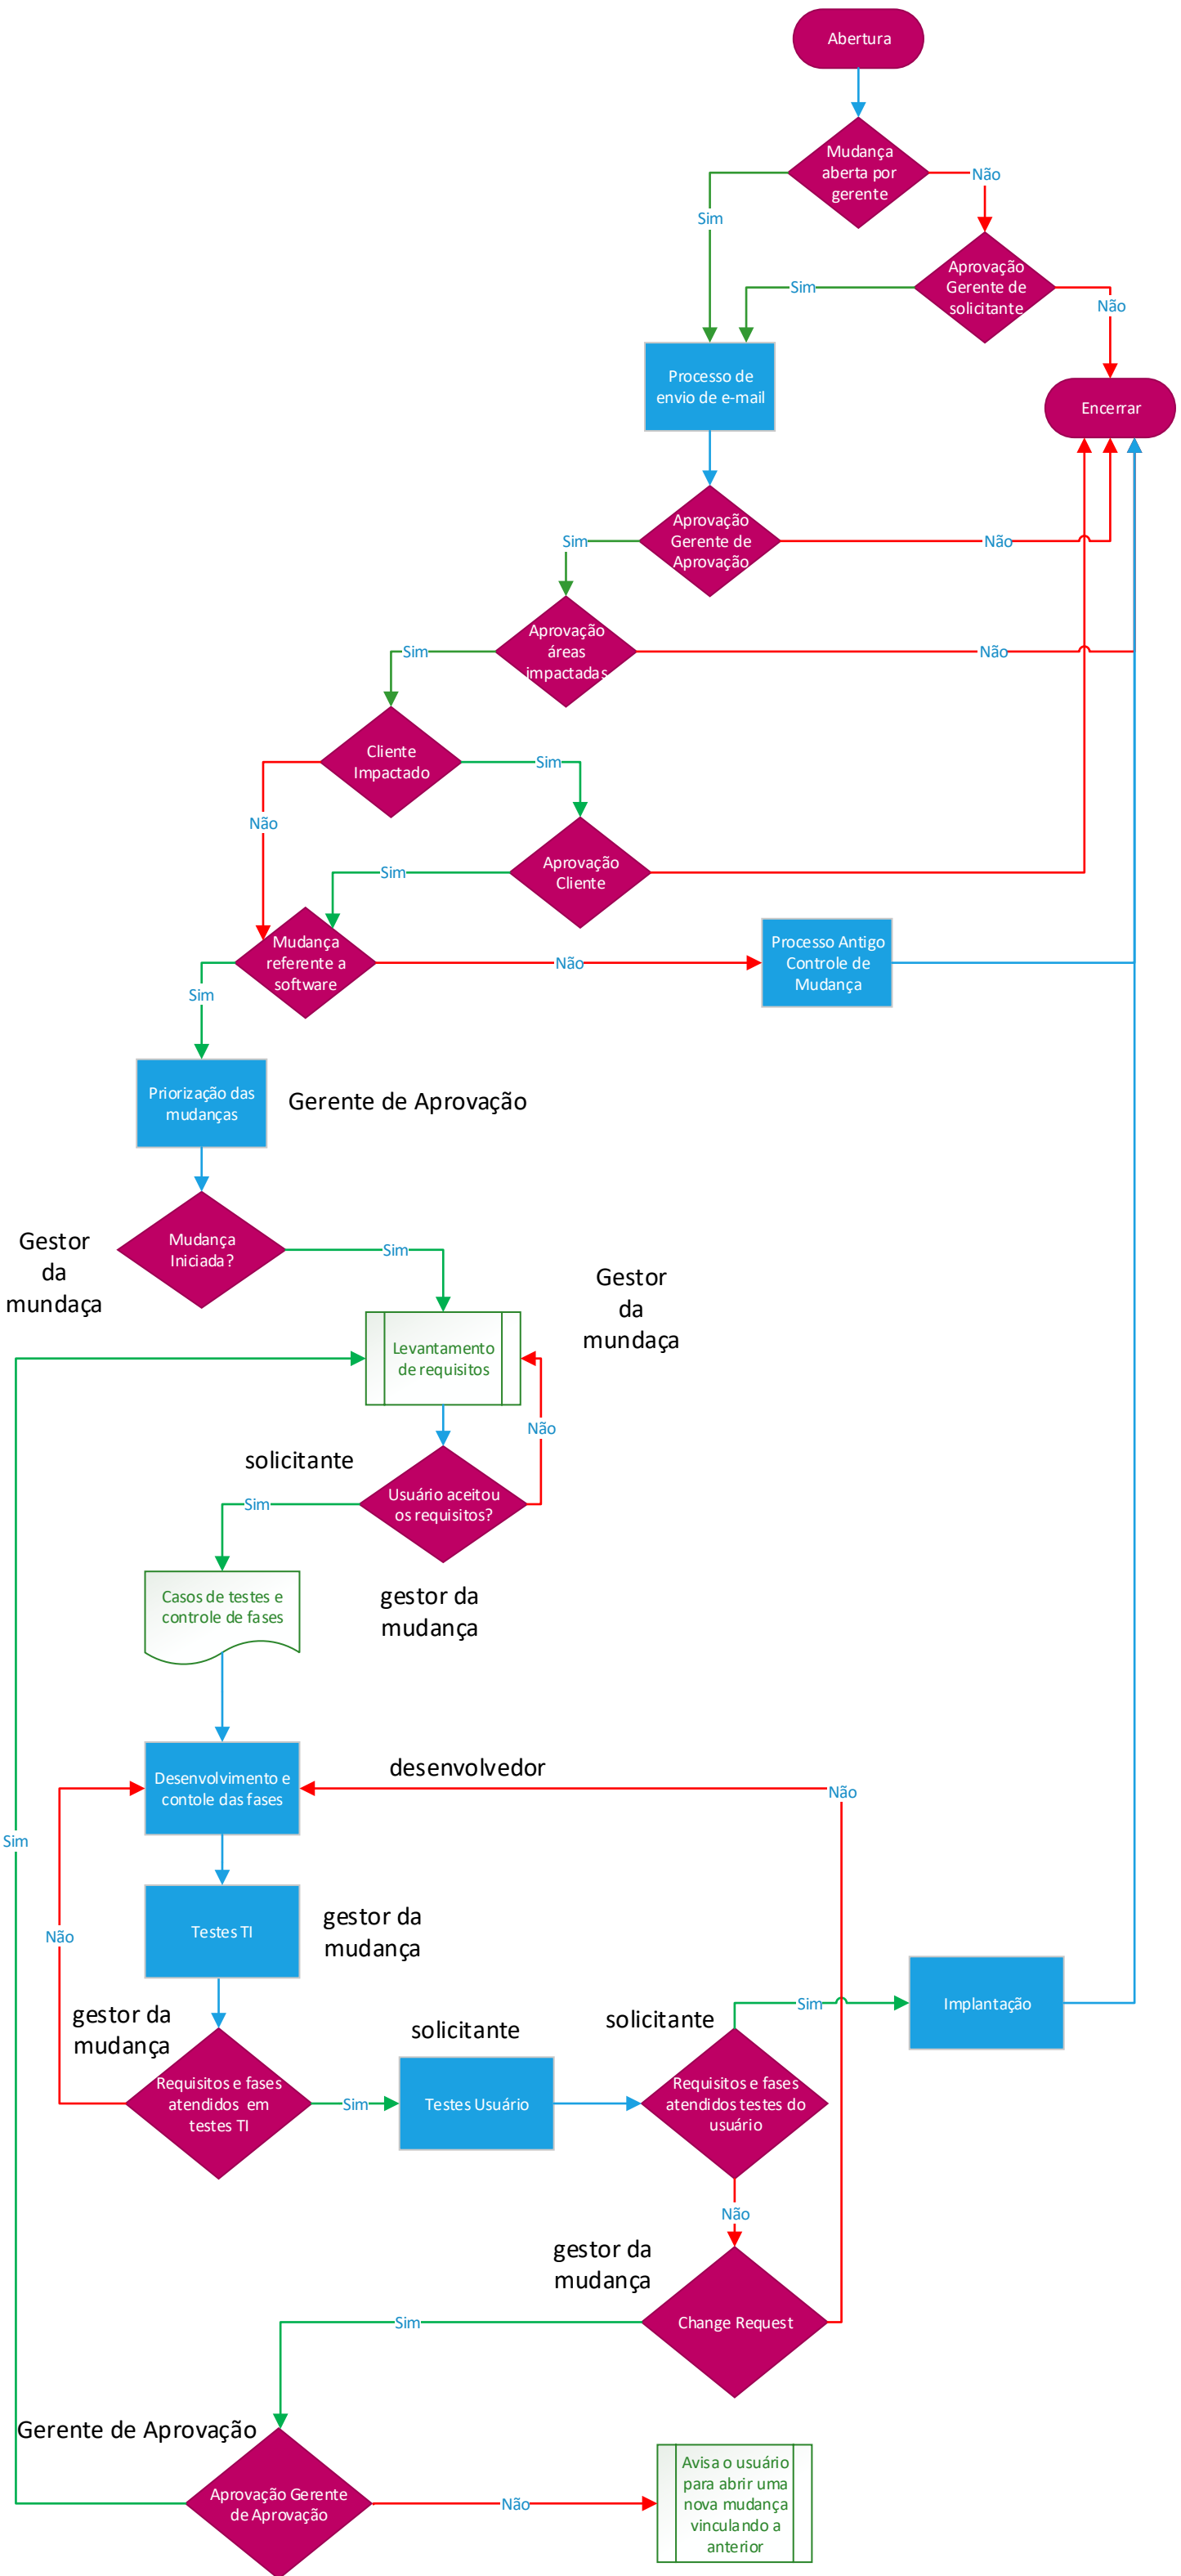 Abertura
Mudança
aberta por
gerente
Não
Sim
Aprovação
Gerente de
solicitante
Sim
Não
Processo de
envio de e-mail
Encerrar
Aprovação
Gerente de
Aprovação
Sim
Não
Aprovação
áreas
impactadas
Sim
Não
Cliente
Impactado
Sim
Não
Aprovação
Cliente
Sim
Mudança
referente a
software
Não
Processo Antigo
Controle de
Mudança
Sim
Priorização das
mudanças
Gerente de Aprovação
Gestor
da
mundaça
Mudança
Iniciada?
Sim
Gestor
da
mundaça
Levantamento
de requisitos
Não
solicitante
Usuário aceitou
os requisitos?
Sim
Casos de testes e
controle de fases
gestor da
mudança
Desenvolvimento e
contole das fases
desenvolvedor
Não
Sim
Testes TI
gestor da
mudança
Não
gestor da
mudança
Requisitos e fases
atendidos em
testes TI
Sim
solicitante
Testes Usuário
solicitante
Requisitos e fases
atendidos testes do
usuário
Sim
Implantação
Não
gestor da
mudança
Change Request
Sim
Gerente de Aprovação
Aprovação Gerente
de Aprovação
Não
Avisa o usuário
para abrir uma
nova mudança
vinculando a
anterior